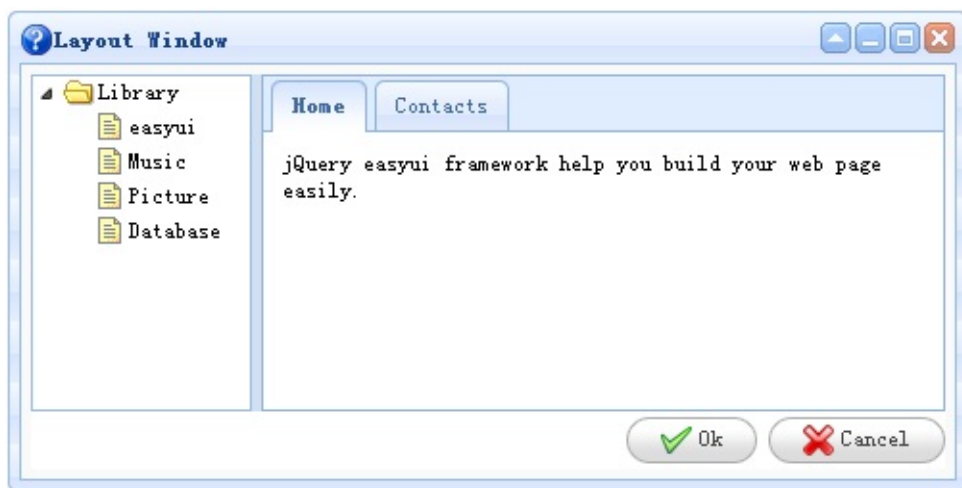 Layout Window
Library
easyui
Music
Picture
Database
Home
Contacts
jQuery easyui framework help you build your web page
easily.
Ok
Cancel